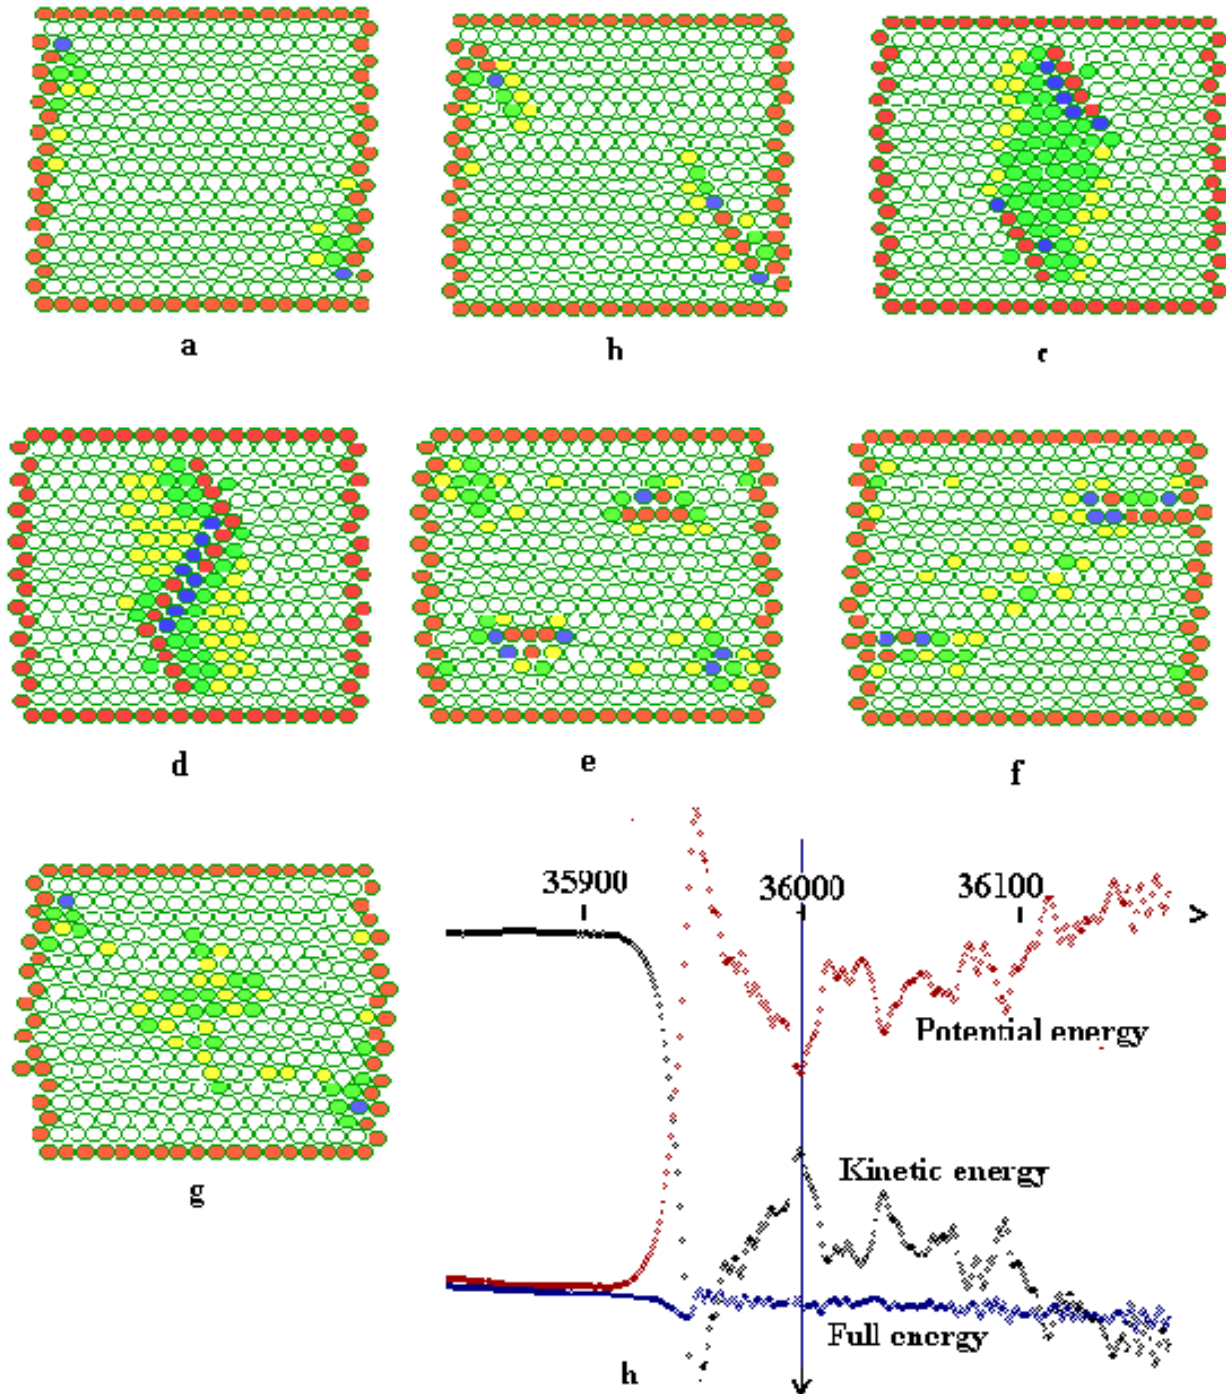 a
h
c
d
e
f
g
35900
36000
36100
>
Potential energy
Kinetic energy
Full energy
h